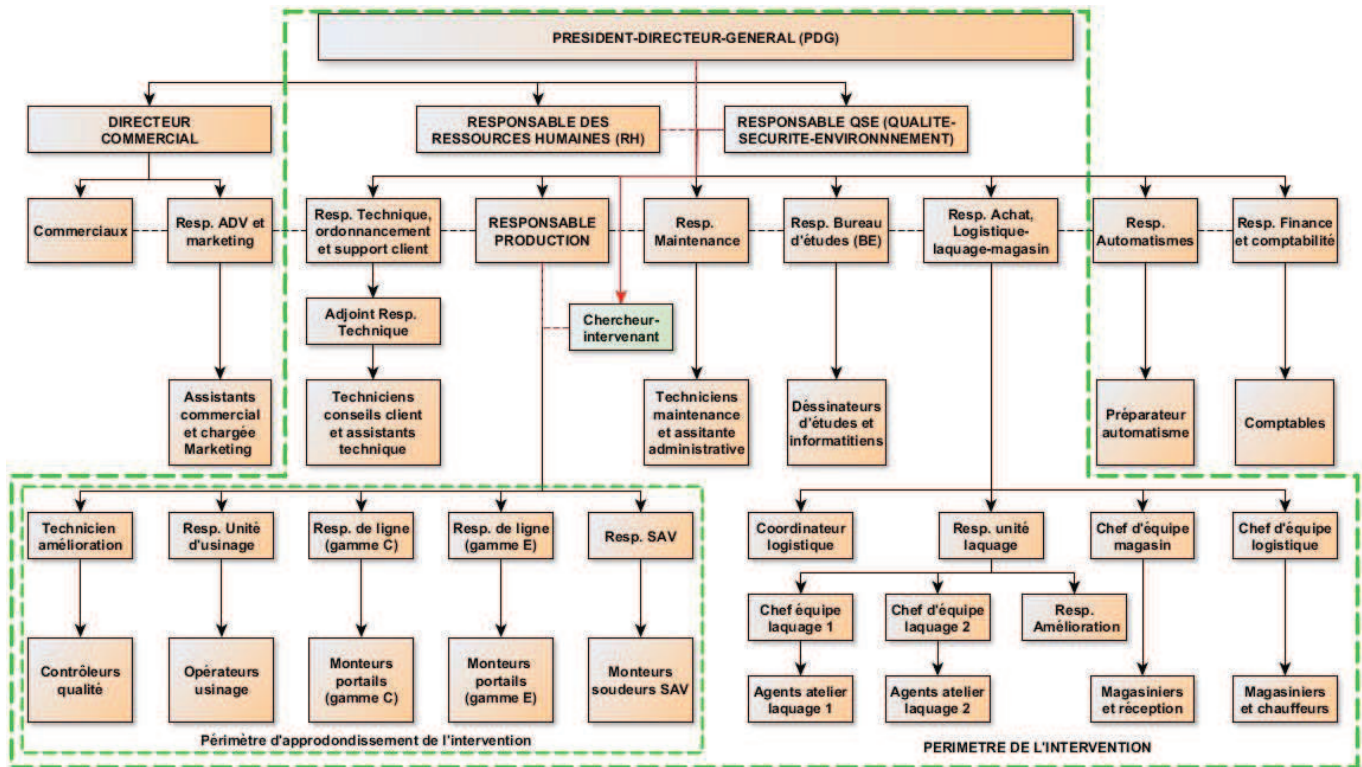 PRESIDENT-DIRECTEUR-GENERAL (PDG)
DIRECTEUR
COMMERCIAL
RESPONSABLE DES
RESSOURCES HUMAINES (RH)
RESPONSABLE QSE (QUALITE-
SECURITE-ENVIRONNNEMENT)
Commerciaux
Resp. ADV et
marketing
Resp. Technique,
ordonnancement
et support client
RESPONSABLE
PRODUCTION
Resp.
Maintenance
Resp. Bureau
d'études (BE)
Resp. Achat,
Logistique-
laquage-magasin
Resp.
Automatismes
Resp. Finance
et comptabilité
Adjoint Resp.
Technique
Chercheur-
intervenant
Assistants
commercial
et chargée
Marketing
Techniciens
conseils client
et assistants
technique
Techniciens
maintenance
et assitante
administrative
Déssinateurs
d'études et
informatitiens
Préparateur
automatisme
Comptables
Technicien
amélioration
Resp. Unité
d'usinage
Resp. de ligne
(gamme C)
Resp. de ligne
(gamme E)
Resp. SAV
Coordinateur
logistique
Resp. unité
laquage
Chef d'équipe
magasin
Chef d'équipe
logistique
Chef équipe
laquage 1
Chef d'équipe
laquage 2
Resp.
Amélioration
Contrôleurs
qualité
Opérateurs
usinage
Monteurs
portails
(gamme C)
Monteurs
portails
(gamme E)
Monteurs
soudeurs SAV
Agents atelier
laquage 1
Agents atelier
laquage 2
Magasiniers
et réception
Magasiniers
et chauffeurs
Périmètre d'approdondissement de l'intervention
PERIMETRE DE L'INTERVENTION